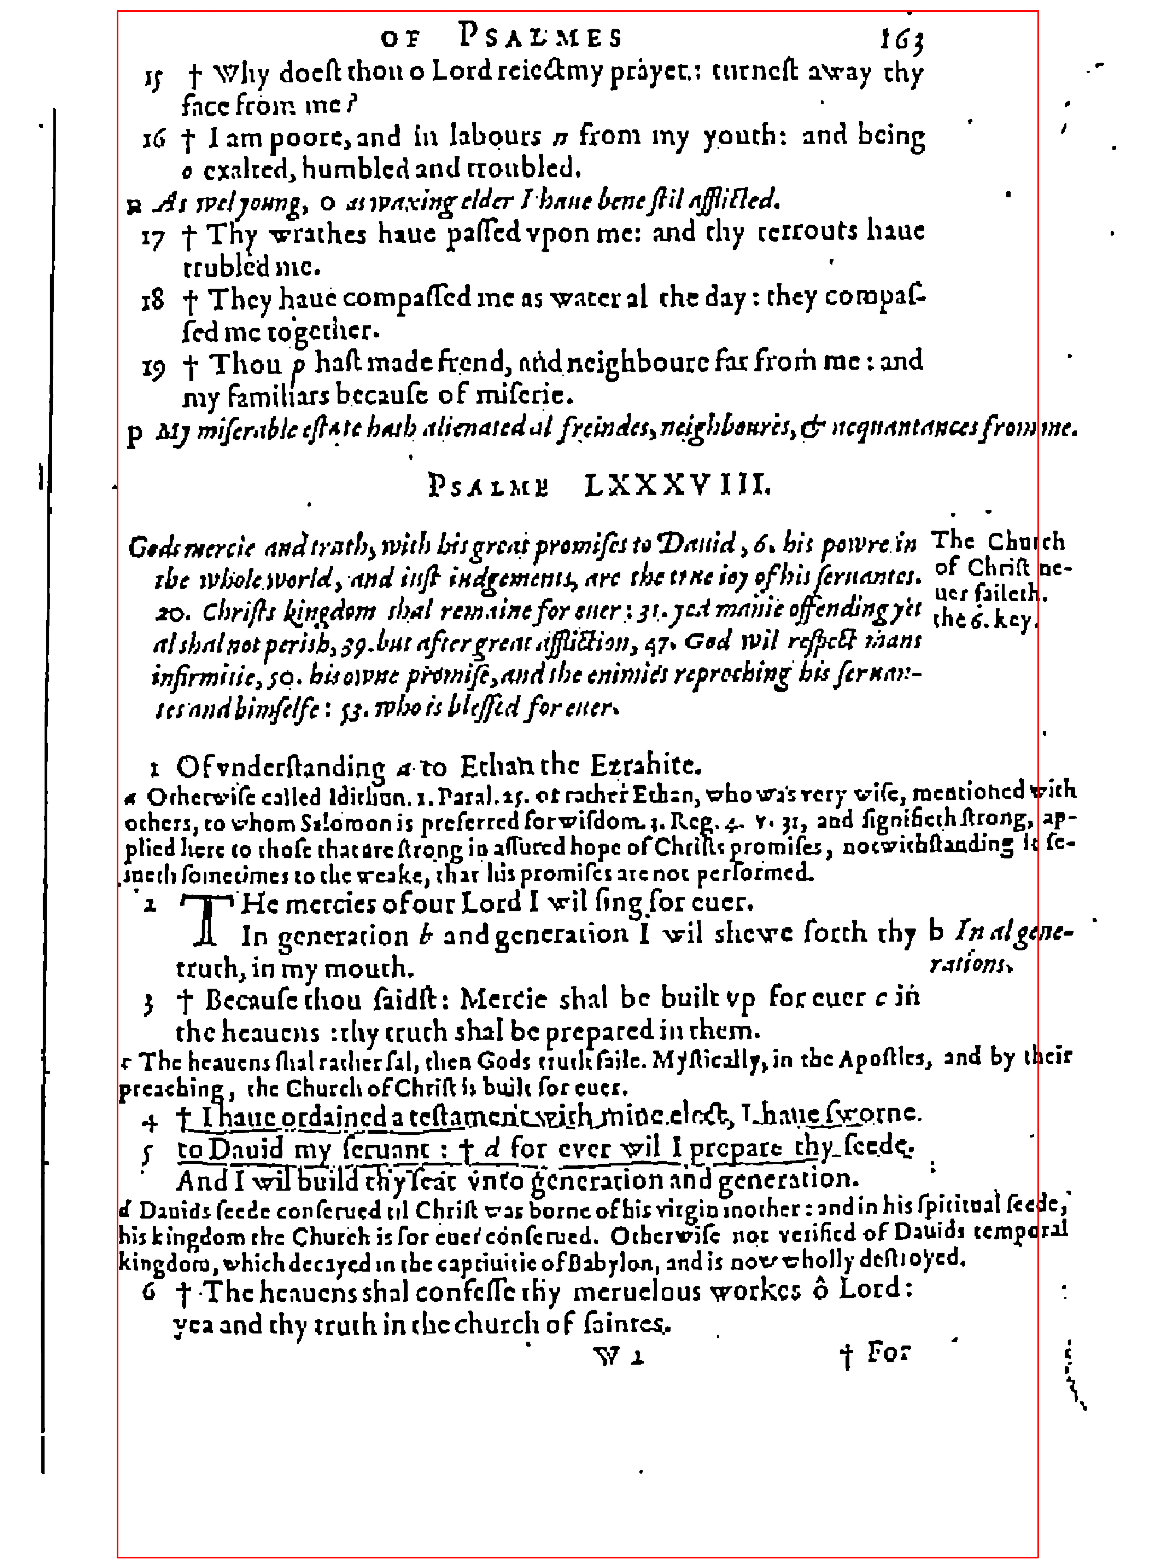 OF PSALMES 163
15 † Why doest thou o Lord reiect my prayer: turnest away thy
face from me?
16 † I am poore, and in labours n from my youth: and being
o exalted, humbled and troubled.
n As wel young, o as waxing elder I haue bene stil afflicted.
17 † Thy wrathes haue passed vpon me: and thy terrours haue
trubled me.
18 † They haue compassed me as water al the day: they compas-
sed me together.
19 † Thou p hast made frend, and neighboure far from me: and
my familiars because of miserie.
p My miserable estate hath alienated al freindes, neighboures, & acquantances from me.
PSALME LXXXVIII.
Gods mercie and truth, with his great promises to Dauid, 6. his powre in
the whole world, and iust iudgements, are the true ioy of his seruantes.
20. Christs kingdom shal remaine for euer: 31. yea manie offending yet
al shal not perish, 39. but after great affliction, 47. God wil respect mans
infirmitie, 50. his owne promise, and the enimies reproching his seruan-
tes and himselfe: 53. who is blessed for euer.
The Church
of Christ ne-
uer faileth.
the 6. key.
1 Of vnderstanding a to Ethan the Ezrahite.
a Otherwise called Idithun. 1. Paral. 25. or rather Ethan, who was very wise, mentioned with
others, to whom Salomon is preferred for wisdom. 3. Reg. 4. v. 31, and signifieth strong, ap-
plied here to those that are strong in assured hope of Christs promises, notwithstanding it se-
meth sometimes to the weake, that his promises are not performed.
2 THe mercies of our Lord I wil sing for euer.
In generation b and generation I wil shewe forth thy
truth, in my mouth.
b In al gene-
rations.
3 † Because thou saidst: Mercie shal be built vp for euer c in
the heauens: thy truth shal be prepared in them.
c The heauens shal rather fal, then Gods truth faile. Mystically, in the Apostles, and by their
preaching, the Church of Christ is built for euer.
4 † I haue ordained a testament with mine elect, I haue sworne
5 to Dauid my seruant: † d for ever wil I prepare thy seede.
And I wil build thy seat vnto generation and generation.
d Dauids seede conserued til Christ was borne of his virgin mother: and in his spiritual seede,
his kingdom the Church is for euer conserued. Otherwise not verified of Dauids temporal
kingdom, which decayed in the captiuitie of Babylon, and is now wholly destroyed.
6 † The heauens shal confesse thy meruelous workes ô Lord:
yea and thy truth in the church of saintes.
W 2 † For